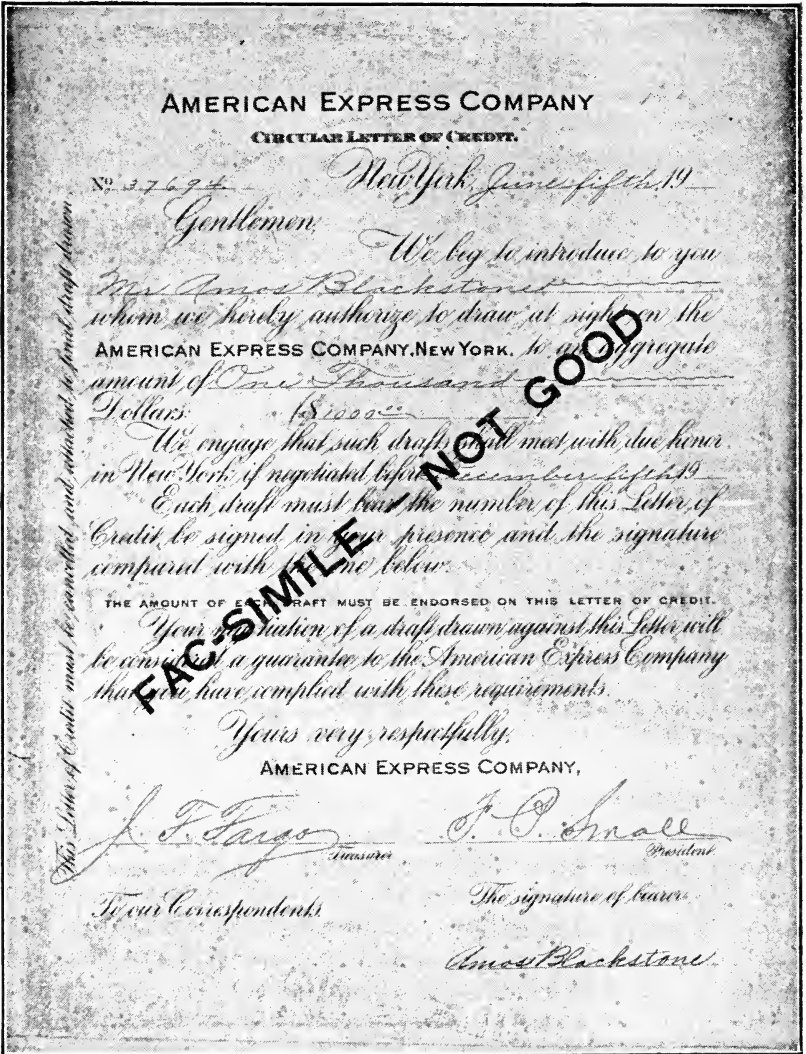 AMERICAN EXPRESS COMPANY
CIRCULAR LETTER OF CREDIT.
No 37694 New York, June fifth, 19
Gentlemen,
We beg to introduce to you
Mr Amos Blackstone
whom we hereby authorize to draw at sight on the
AMERICAN EXPRESS COMPANY, NEW YORK, to an aggregate
amount of One Thousand
Dollars. ($1000.00
We engage that such drafts shall meet with due honor
in New York if negotiated before December fifth 19
Each draft must bear the number of this Letter of
Credit, be signed in your presence and the signature
compared with the one below.
THE AMOUNT OF EACH DRAFT MUST BE ENDORSED ON THIS LETTER OF CREDIT.
Your negotiation of a draft drawn against this Letter will
be considered a guarantee to the American Express Company
that you have complied with these requirements.
Yours very respectfully,
AMERICAN EXPRESS COMPANY,
J. F. Fargo F. P. Small
Treasurer President
To our Correspondents. The signature of bearer
Amos Blackstone
This Letter of Credit must be cancelled and attached to final draft drawn
FAC-SIMILE - NOT GOOD